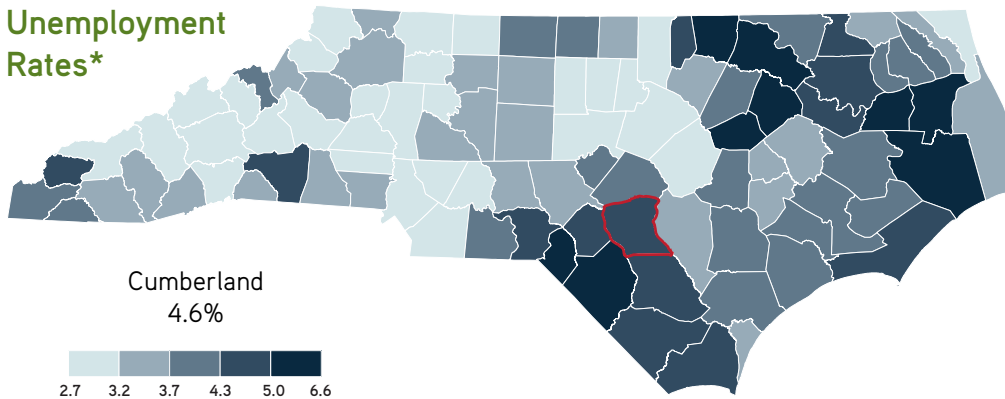 Unemployment
Rates*
Cumberland
4.6%
2.7 3.2 3.7 4.3 5.0 6.6